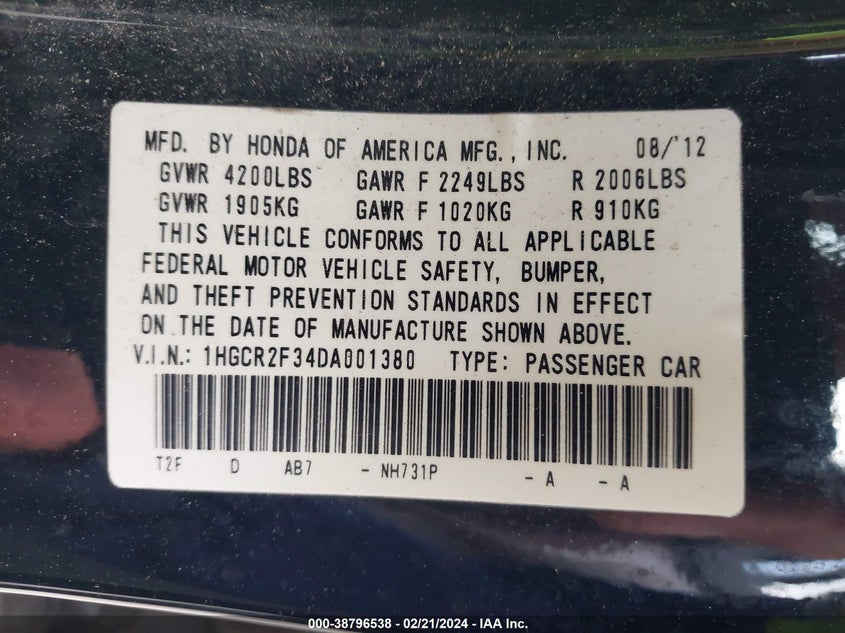 MFD. BY HONDA OF AMERICA MFG., INC. 08/'12
GVWR 4200LBS GAWR F 2249LBS R 2006LBS
GVWR 1905KG GAWR F 1020KG R 910KG
THIS VEHICLE CONFORMS TO ALL APPLICABLE
FEDERAL MOTOR VEHICLE SAFETY, BUMPER,
AND THEFT PREVENTION STANDARDS IN EFFECT
ON THE DATE OF MANUFACTURE SHOWN ABOVE.
V.I.N.: 1HGCR2F34DA001380 TYPE: PASSENGER CAR
T2F D AB7 - NH731P - A - A
000-38796538 - 02/21/2024 - IAA Inc.